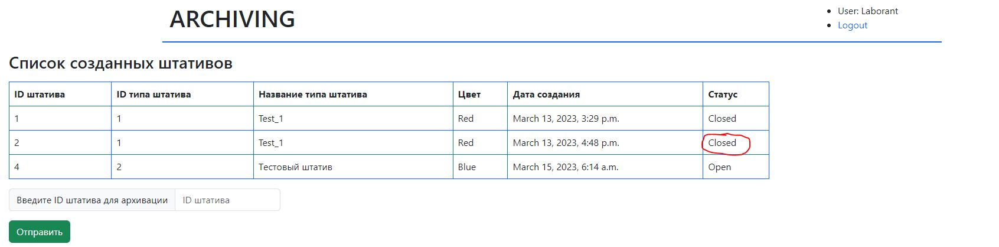 ARCHIVING
User: Laborant
Logout
Список созданных штативов
ID штатива ID типа штатива Название типа штатива Цвет Дата создания Статус
1 1 Test_1 Red March 13, 2023, 3:29 p.m. Closed
2 1 Test_1 Red March 13, 2023, 4:48 p.m. Closed
4 2 Тестовый штатив Blue March 15, 2023, 6:14 a.m. Open
Введите ID штатива для архивации ID штатива
Отправить